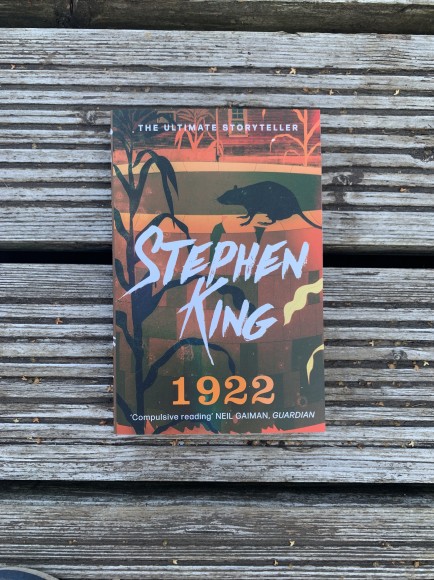 THE ULTIMATE STORYTELLER
STEPHEN
KING
1922
'Compulsive reading' NEIL GAIMAN, GUARDIAN